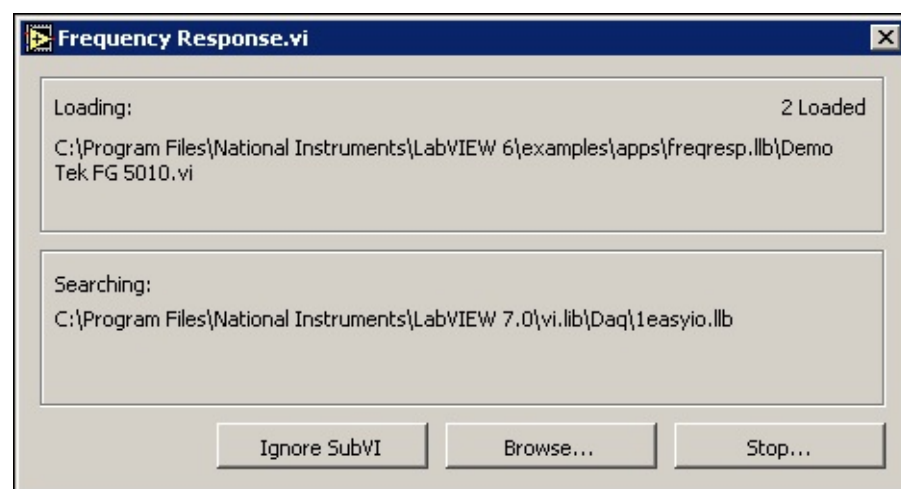 Frequency Response.vi
Loading:
2 Loaded
C:\Program Files\National Instruments\LabVIEW 6\examples\apps\freqresp.llb\Demo
Tek FG 5010.vi
Searching:
C:\Program Files\National Instruments\LabVIEW 7.0\vi.lib\Daq\1easyio.llb
Ignore SubVI
Browse...
Stop...